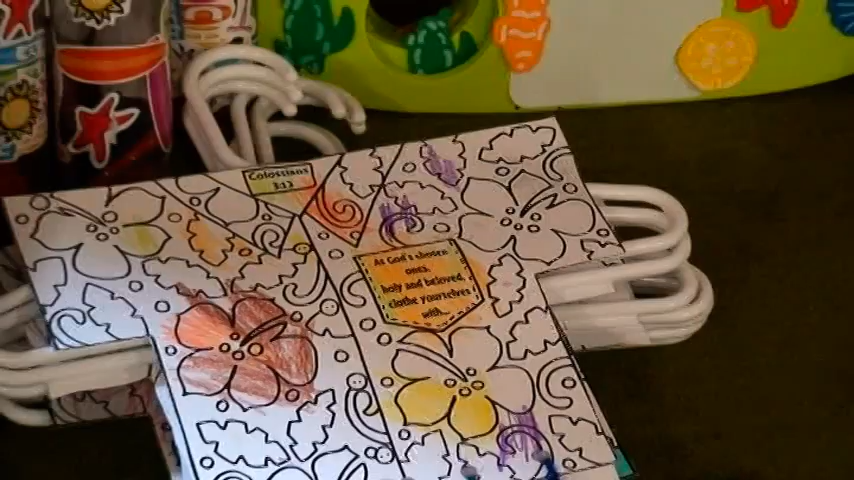 Colossians
3:12
As God's chosen
ones,
holy and beloved,
clothe yourselves
with...